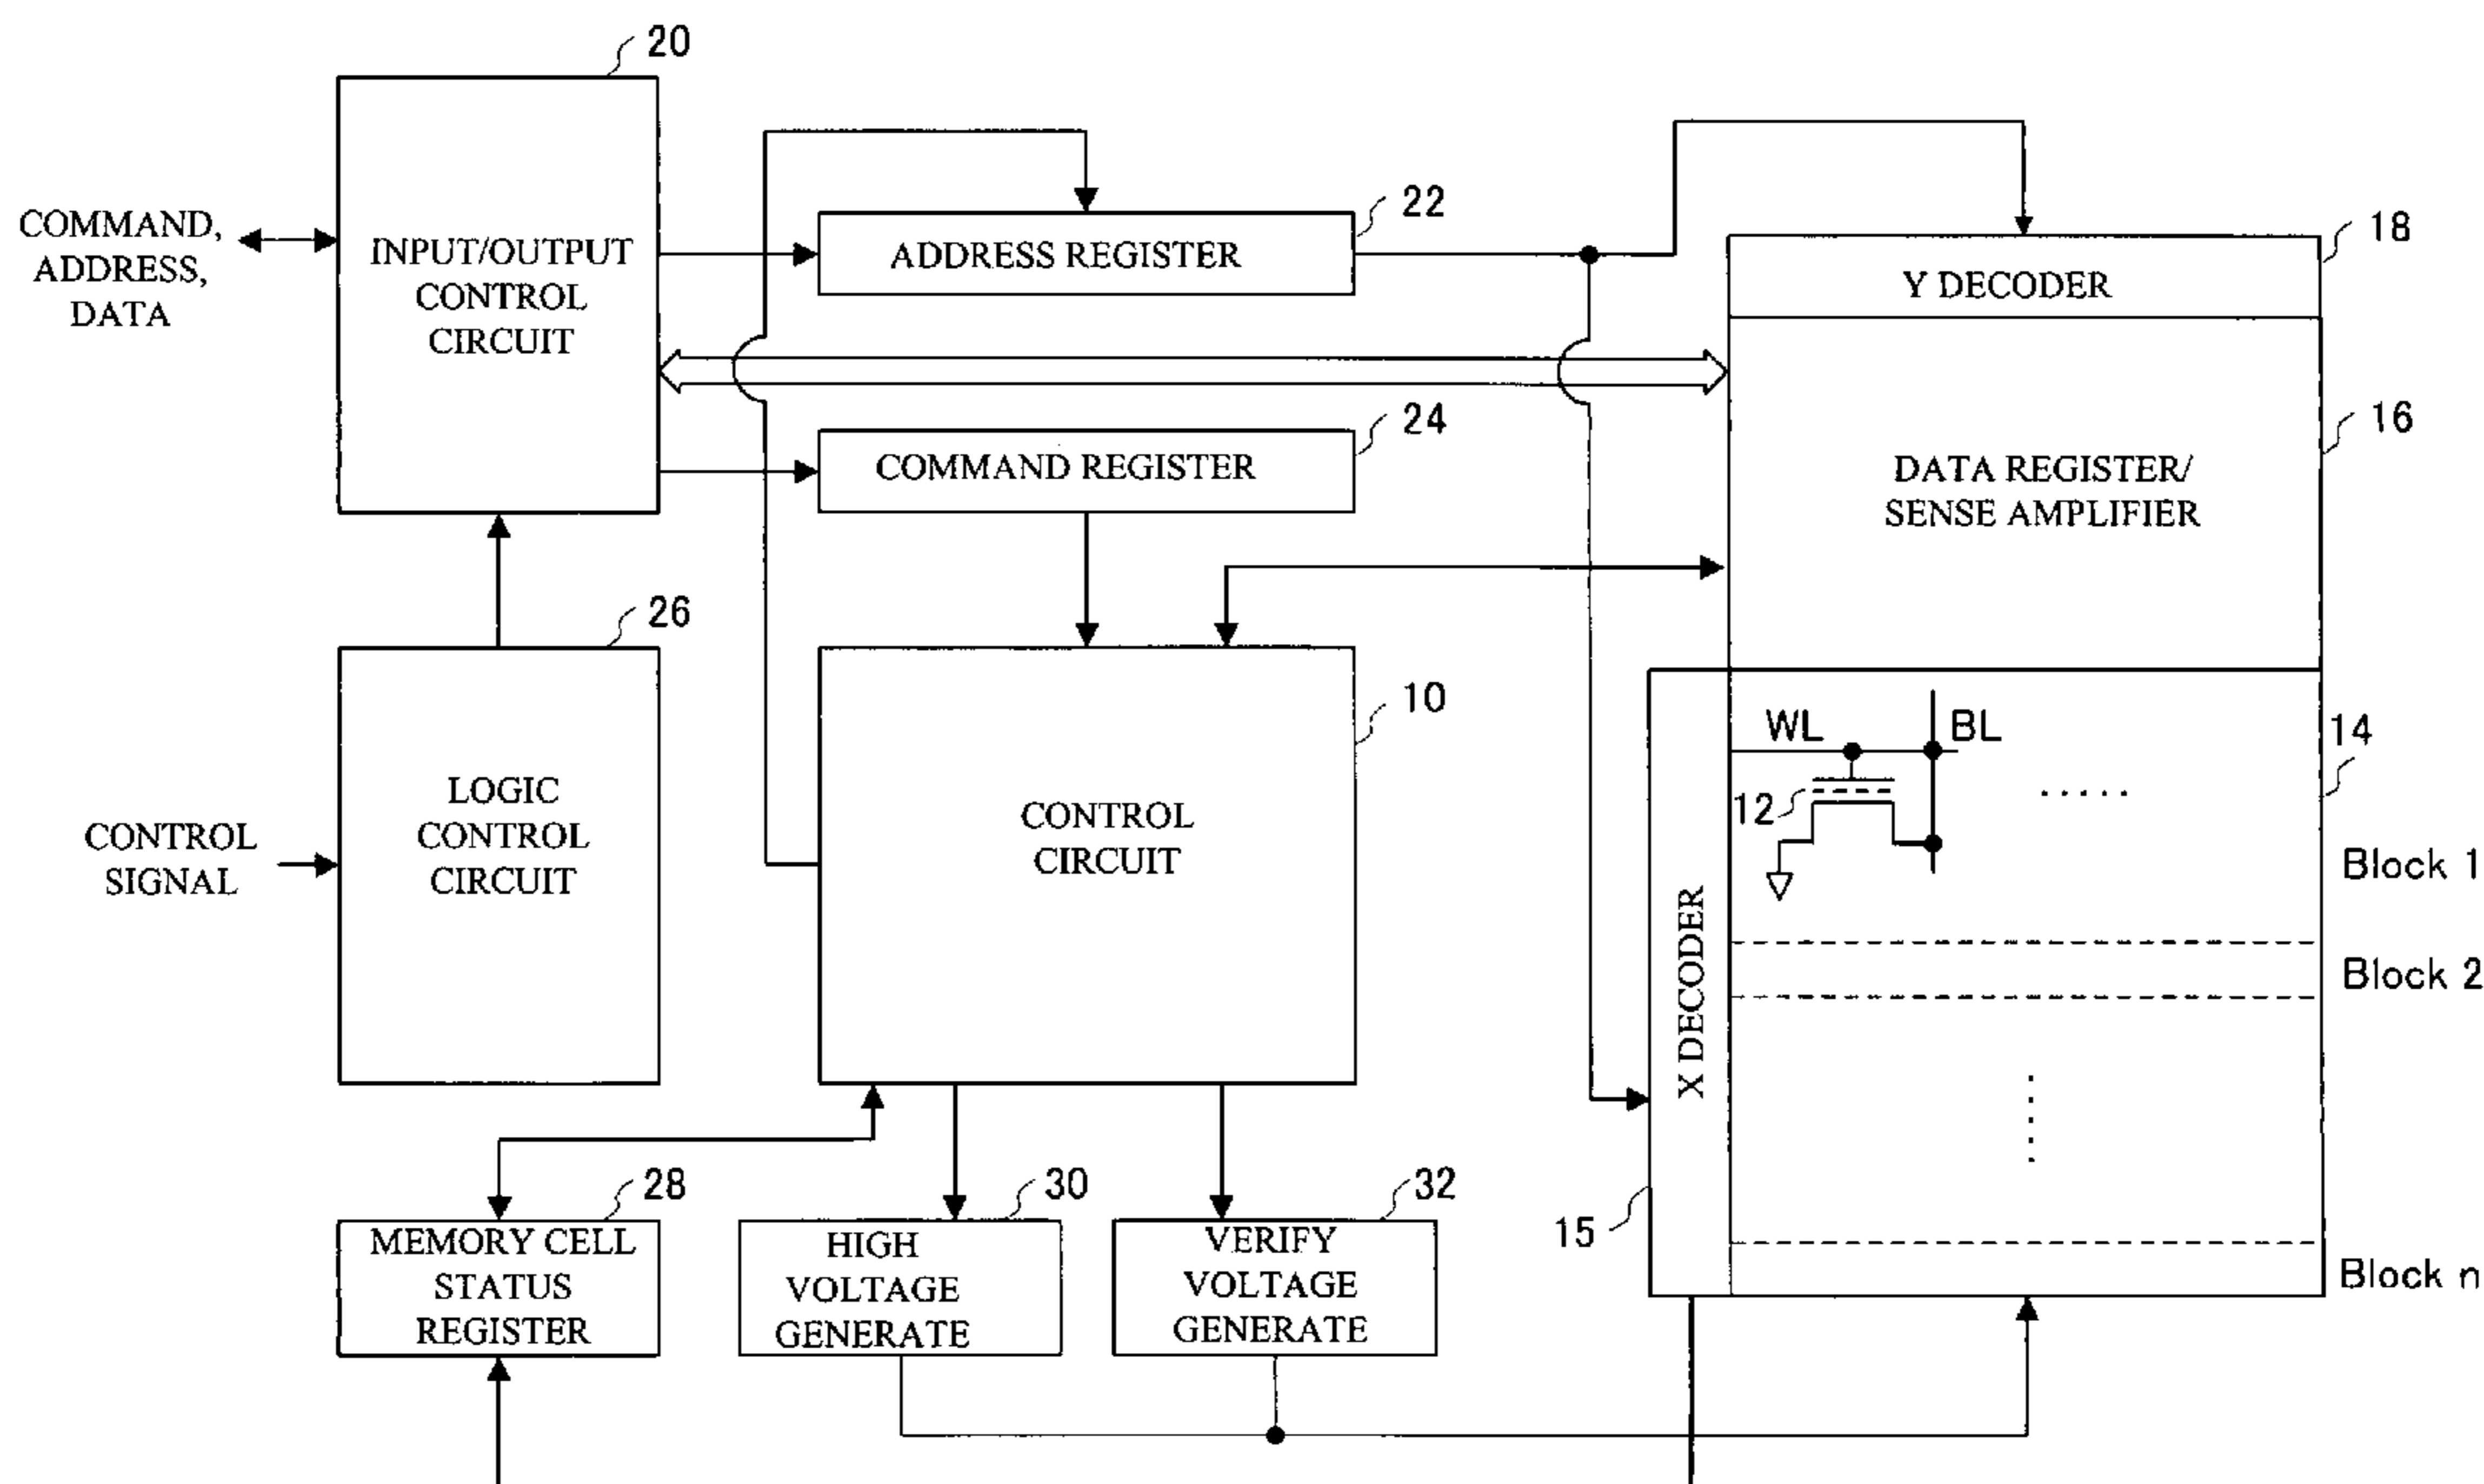 20
COMMAND,
ADDRESS,
DATA
INPUT/OUTPUT
CONTROL
CIRCUIT
22
ADDRESS REGISTER
18
Y DECODER
24
COMMAND REGISTER
16
DATA REGISTER/
SENSE AMPLIFIER
26
LOGIC
CONTROL
CIRCUIT
CONTROL
SIGNAL
10
CONTROL
CIRCUIT
WL
BL
14
12
.....
Block 1
X DECODER
Block 2
.....
15
Block n
28
MEMORY CELL
STATUS
REGISTER
30
HIGH
VOLTAGE
GENERATE
32
VERIFY
VOLTAGE
GENERATE